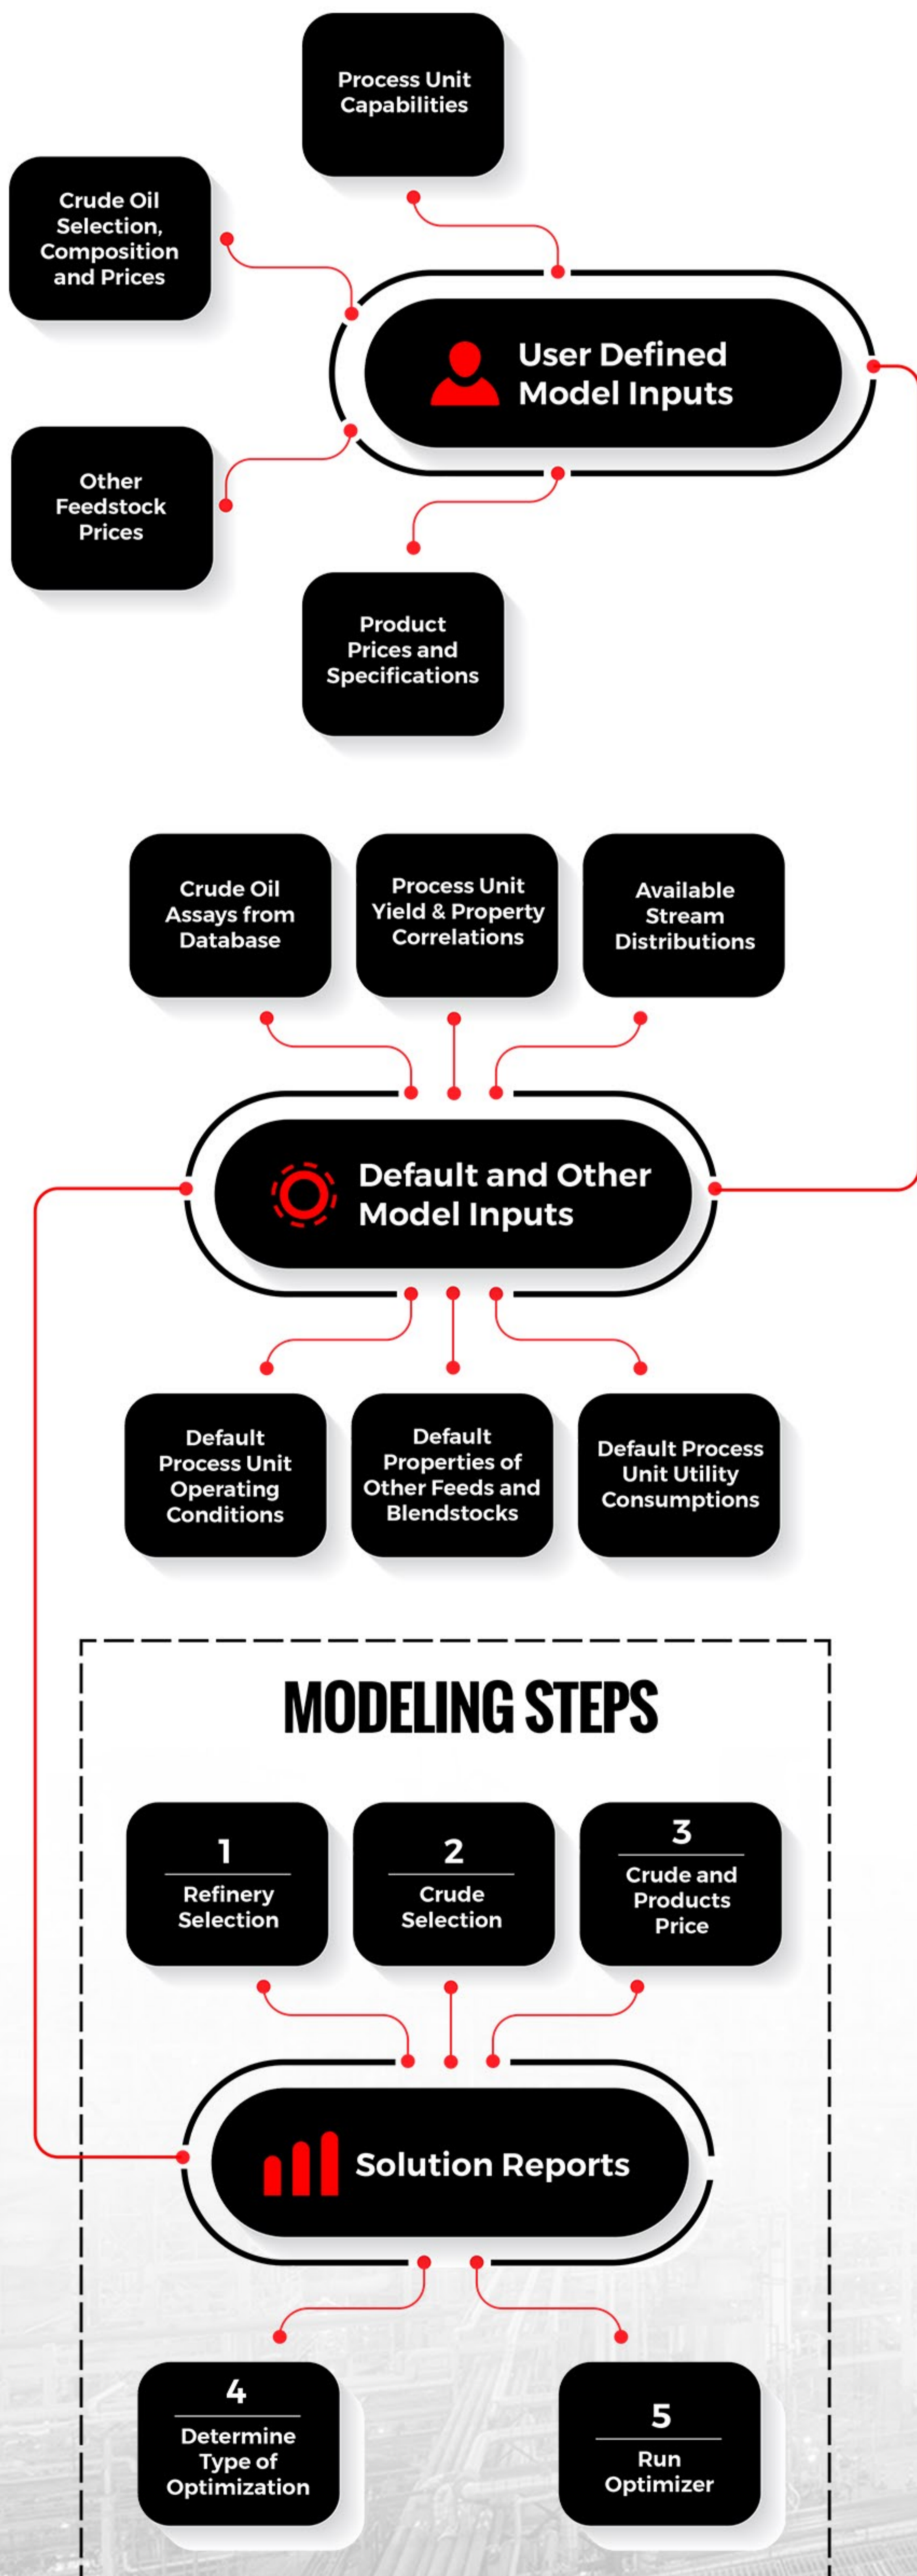 Process Unit
Capabilities
Crude Oil
Selection,
Composition
and Prices
User Defined
Model Inputs
Other
Feedstock
Prices
Product
Prices and
Specifications
Crude Oil
Assays from
Database
Process Unit
Yield & Property
Correlations
Available
Stream
Distributions
Default and Other
Model Inputs
Default
Process Unit
Operating
Conditions
Default
Properties of
Other Feeds and
Blendstocks
Default Process
Unit Utility
Consumptions
MODELING STEPS
1
Refinery
Selection
2
Crude
Selection
3
Crude and
Products
Price
Solution Reports
4
Determine
Type of
Optimization
5
Run
Optimizer